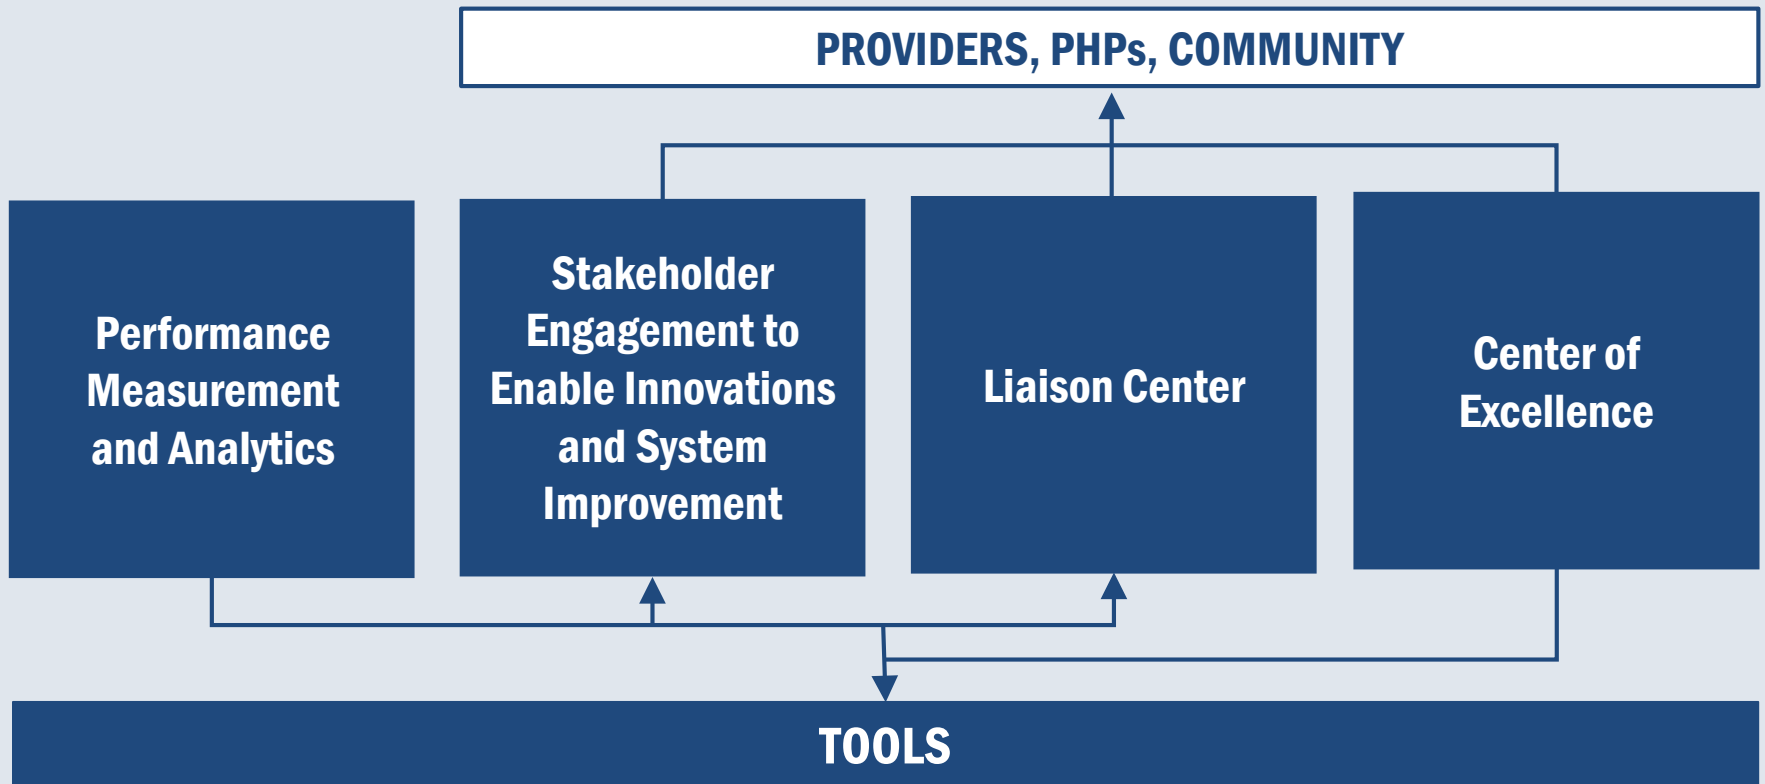 PROVIDERS, PHPs, COMMUNITY
Performance
Measurement
and Analytics
Stakeholder
Engagement to
Enable Innovations
and System
Improvement
Liaison Center
Center of
Excellence
TOOLS